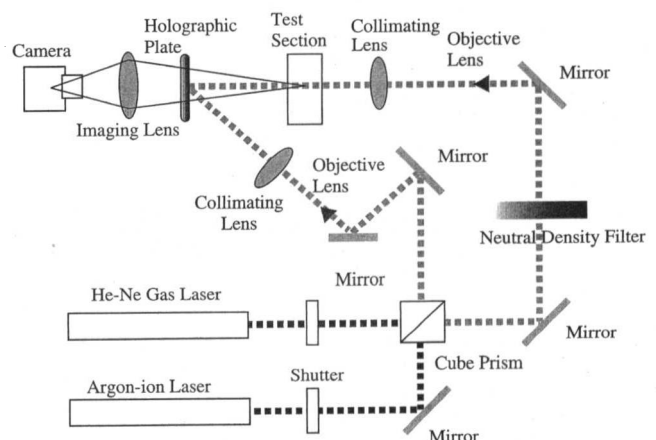 Holographic
Plate
Test
Section
Collimating
Lens
Objective
Lens
Camera
Mirror
Imaging Lens
Objective
Lens
Mirror
Collimating
Lens
Neutral Density Filter
Mirror
He-Ne Gas Laser
Mirror
Cube Prism
Argon-ion Laser
Shutter
Mirror